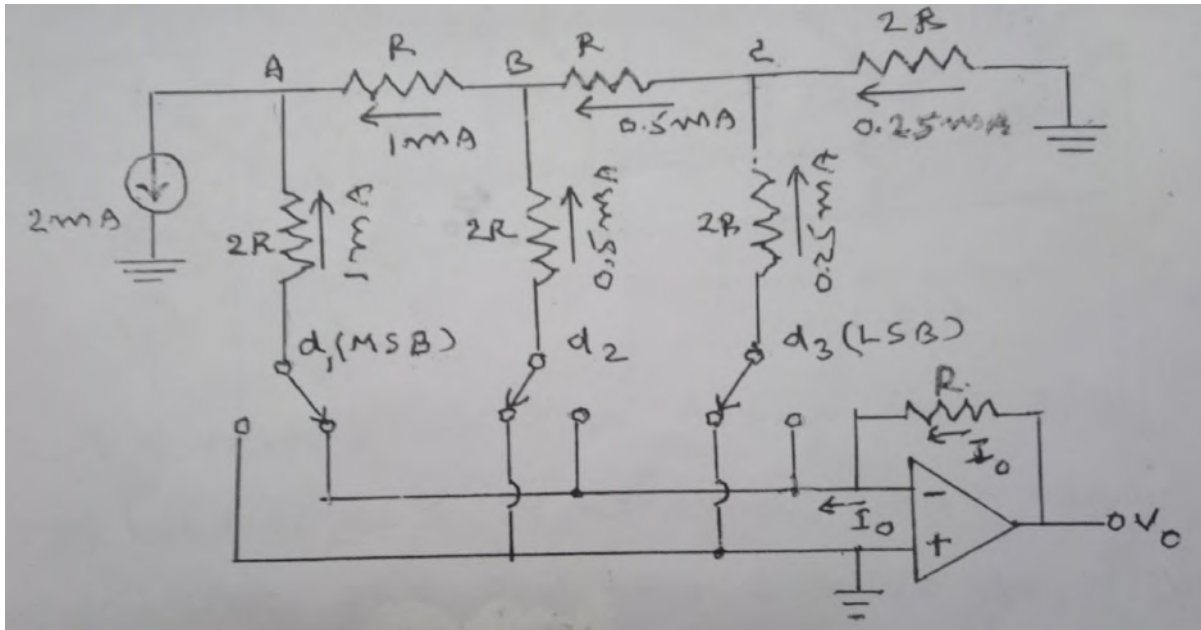 A
R
B
R
2
2R
1mA
0.5mA
0.25mA
2mA
2R
1mA
2R
0.5mA
2R
0.25mA
d1(MSB)
d2
d3(LSB)
R.
I0
I0
-
+
V0